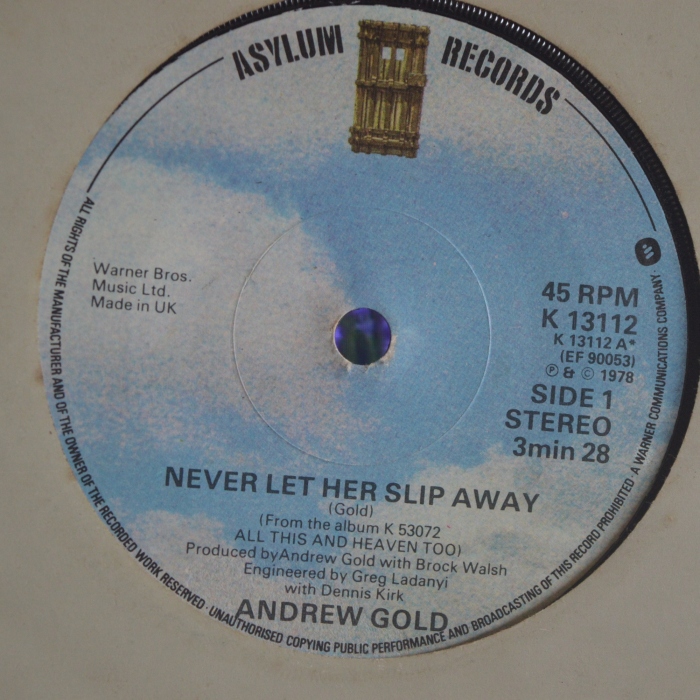 ASYLUM RECORDS
Warner Bros.
Music Ltd.
Made in UK
45 RPM
K 13112
K 13112 A*
(EF 90053)
Ⓟ & © 1978
SIDE 1
STEREO
3min 28
NEVER LET HER SLIP AWAY
(Gold)
(From the album K 53072
ALL THIS AND HEAVEN TOO)
Produced by Andrew Gold with Brock Walsh
Engineered by Greg Ladanyi
with Dennis Kirk
ANDREW GOLD
ALL RIGHTS OF THE MANUFACTURER AND OF THE OWNER OF THE RECORDED WORK RESERVED · UNAUTHORISED COPYING PUBLIC PERFORMANCE AND BROADCASTING OF THIS RECORD PROHIBITED · A WARNER COMMUNICATIONS COMPANY ·